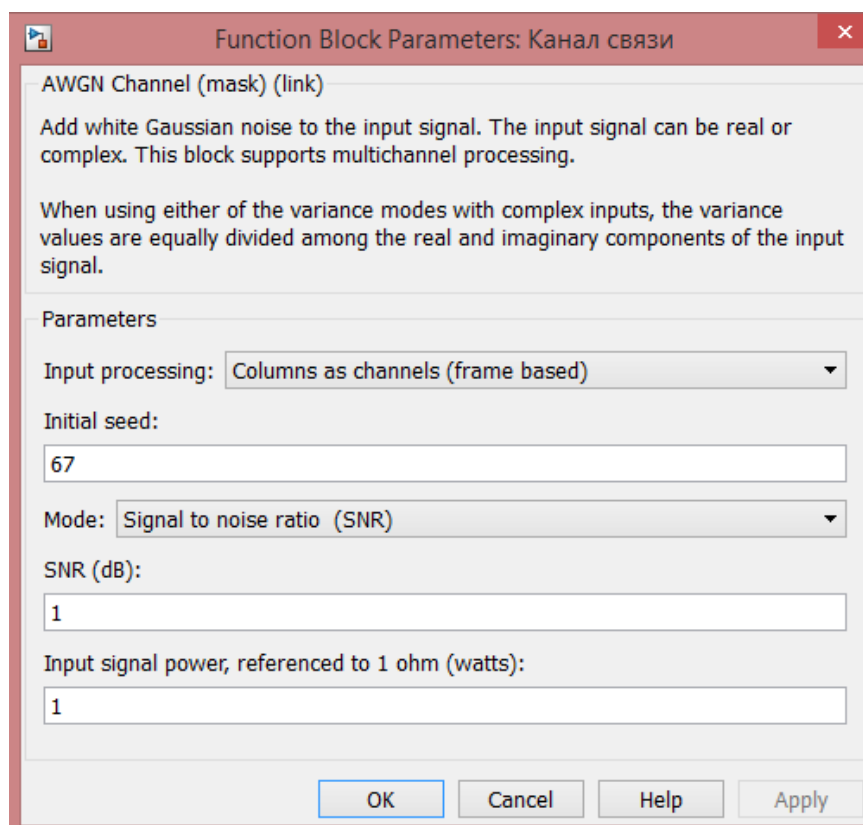 Function Block Parameters: Канал связи
×
AWGN Channel (mask) (link)
Add white Gaussian noise to the input signal. The input signal can be real or
complex. This block supports multichannel processing.
When using either of the variance modes with complex inputs, the variance
values are equally divided among the real and imaginary components of the input
signal.
Parameters
Input processing: Columns as channels (frame based)
Initial seed:
67
Mode: Signal to noise ratio  (SNR)
SNR (dB):
1
Input signal power, referenced to 1 ohm (watts):
1
OK Cancel Help Apply